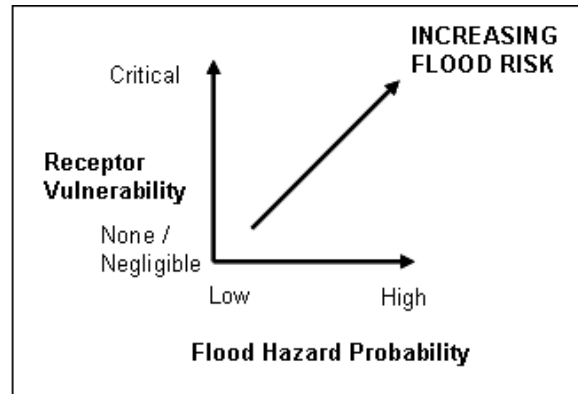 INCREASING
FLOOD RISK
Critical
Receptor
Vulnerability
None /
Negligible
Low
High
Flood Hazard Probability